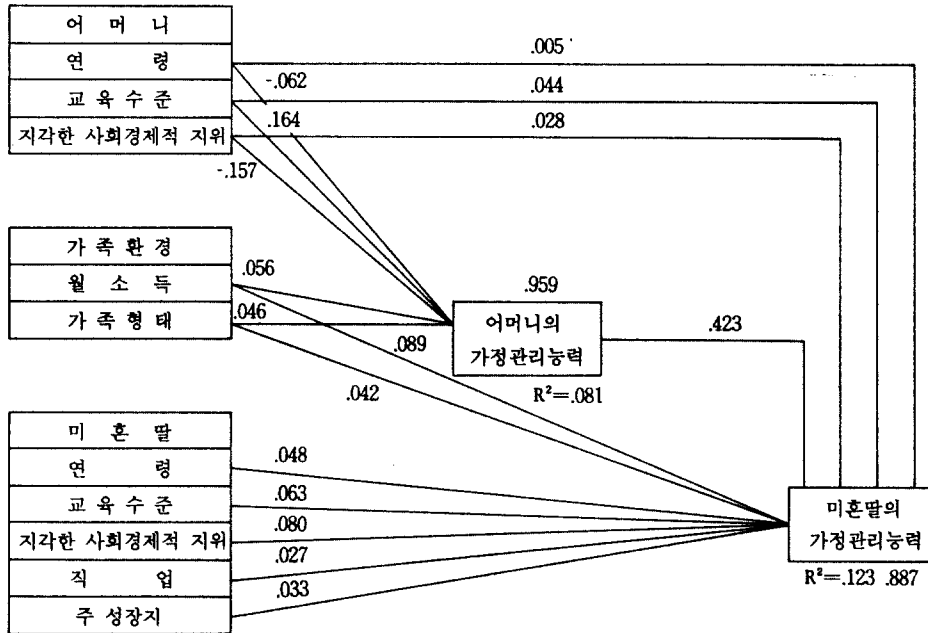 어 머 니
연 령
교 육 수 준
지각한 사회경제적 지위
.005
-.062
.044
.164
.028
-.157
가 족 환 경
월 소 득
가 족 형 태
.056
.046
.089
.042
.959
어머니의
가정관리능력
R²=.081
.423
미 혼 딸
연 령
교 육 수 준
지각한 사회경제적 지위
직 업
주 성장지
.048
.063
.080
.027
.033
미혼딸의
가정관리능력
R²=.123 .887